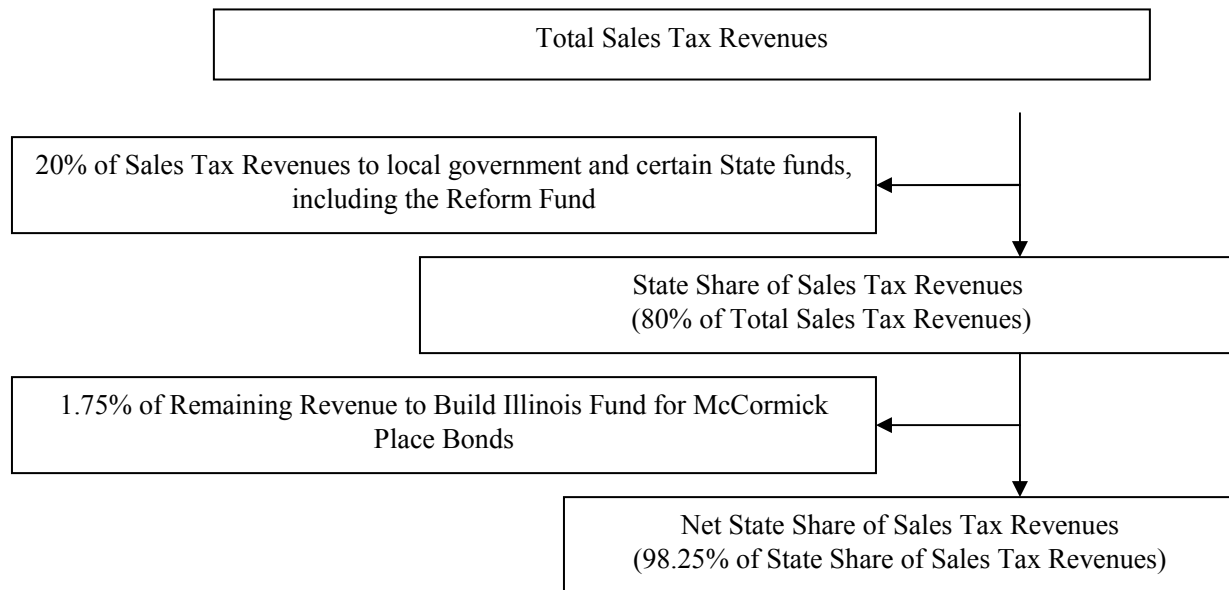 Total Sales Tax Revenues
20% of Sales Tax Revenues to local government and certain State funds,
including the Reform Fund
State Share of Sales Tax Revenues
(80% of Total Sales Tax Revenues)
1.75% of Remaining Revenue to Build Illinois Fund for McCormick
Place Bonds
Net State Share of Sales Tax Revenues
(98.25% of State Share of Sales Tax Revenues)